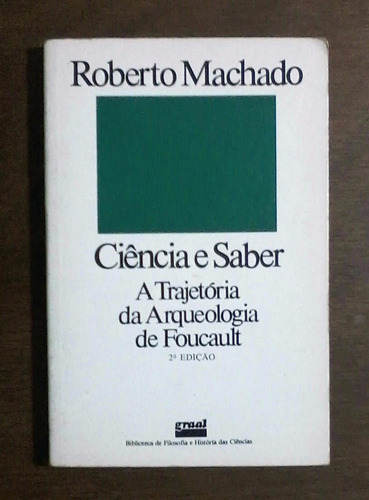 Roberto Machado
Ciência e Saber
A Trajetória
da Arqueologia
de Foucault
2ª EDIÇÃO
graal
Biblioteca de Filosofia e História das Ciências